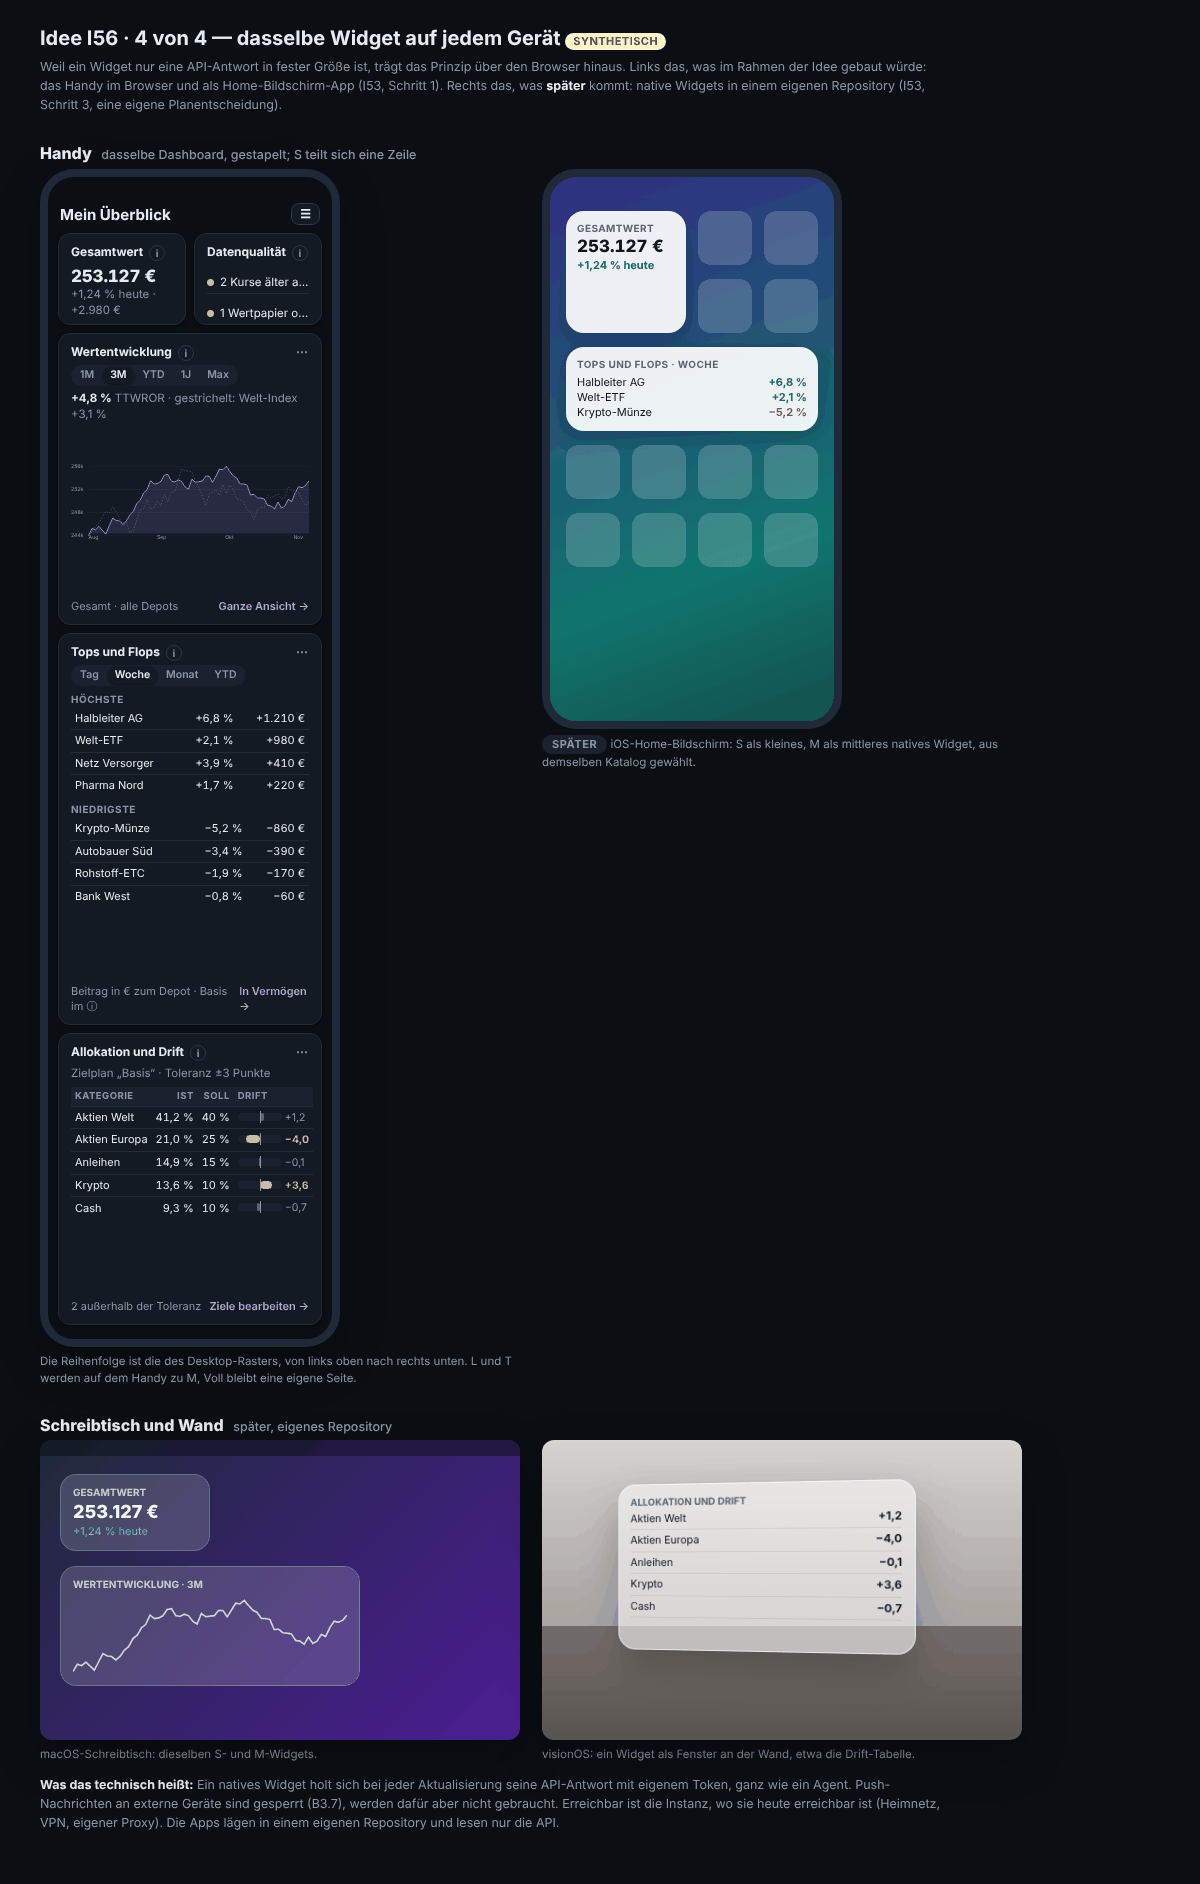 Idee I56 · 4 von 4 — dasselbe Widget auf jedem Gerät SYNTHETISCH
Weil ein Widget nur eine API-Antwort in fester Größe ist, trägt das Prinzip über den Browser hinaus. Links das, was im Rahmen der Idee gebaut würde:
das Handy im Browser und als Home-Bildschirm-App (I53, Schritt 1). Rechts das, was später kommt: native Widgets in einem eigenen Repository (I53,
Schritt 3, eine eigene Planentscheidung).
Handy dasselbe Dashboard, gestapelt; S teilt sich eine Zeile
Mein Überblick ☰
Gesamtwert i
253.127 €
+1,24 % heute ·
+2.980 €
Datenqualität i
2 Kurse älter a…
1 Wertpapier o…
Wertentwicklung i ⋯
1M 3M YTD 1J Max
+4,8 % TTWROR · gestrichelt: Welt-Index
+3,1 %
256k
252k
248k
244k
Aug Sep Okt Nov
Gesamt · alle Depots Ganze Ansicht →
Tops und Flops i ⋯
Tag Woche Monat YTD
HÖCHSTE
Halbleiter AG +6,8 % +1.210 €
Welt-ETF +2,1 % +980 €
Netz Versorger +3,9 % +410 €
Pharma Nord +1,7 % +220 €
NIEDRIGSTE
Krypto-Münze −5,2 % −860 €
Autobauer Süd −3,4 % −390 €
Rohstoff-ETC −1,9 % −170 €
Bank West −0,8 % −60 €
Beitrag in € zum Depot · Basis
im ⓘ
In Vermögen
→
Allokation und Drift i ⋯
Zielplan „Basis“ · Toleranz ±3 Punkte
KATEGORIE IST SOLL DRIFT
Aktien Welt 41,2 % 40 % +1,2
Aktien Europa 21,0 % 25 % −4,0
Anleihen 14,9 % 15 % −0,1
Krypto 13,6 % 10 % +3,6
Cash 9,3 % 10 % −0,7
2 außerhalb der Toleranz Ziele bearbeiten →
Die Reihenfolge ist die des Desktop-Rasters, von links oben nach rechts unten. L und T
werden auf dem Handy zu M, Voll bleibt eine eigene Seite.
GESAMTWERT
253.127 €
+1,24 % heute
TOPS UND FLOPS · WOCHE
Halbleiter AG +6,8 %
Welt-ETF +2,1 %
Krypto-Münze −5,2 %
SPÄTER iOS-Home-Bildschirm: S als kleines, M als mittleres natives Widget, aus
demselben Katalog gewählt.
Schreibtisch und Wand später, eigenes Repository
GESAMTWERT
253.127 €
+1,24 % heute
WERTENTWICKLUNG · 3M
macOS-Schreibtisch: dieselben S- und M-Widgets.
ALLOKATION UND DRIFT
Aktien Welt +1,2
Aktien Europa −4,0
Anleihen −0,1
Krypto +3,6
Cash −0,7
visionOS: ein Widget als Fenster an der Wand, etwa die Drift-Tabelle.
Was das technisch heißt: Ein natives Widget holt sich bei jeder Aktualisierung seine API-Antwort mit eigenem Token, ganz wie ein Agent. Push-
Nachrichten an externe Geräte sind gesperrt (B3.7), werden dafür aber nicht gebraucht. Erreichbar ist die Instanz, wo sie heute erreichbar ist (Heimnetz,
VPN, eigener Proxy). Die Apps lägen in einem eigenen Repository und lesen nur die API.